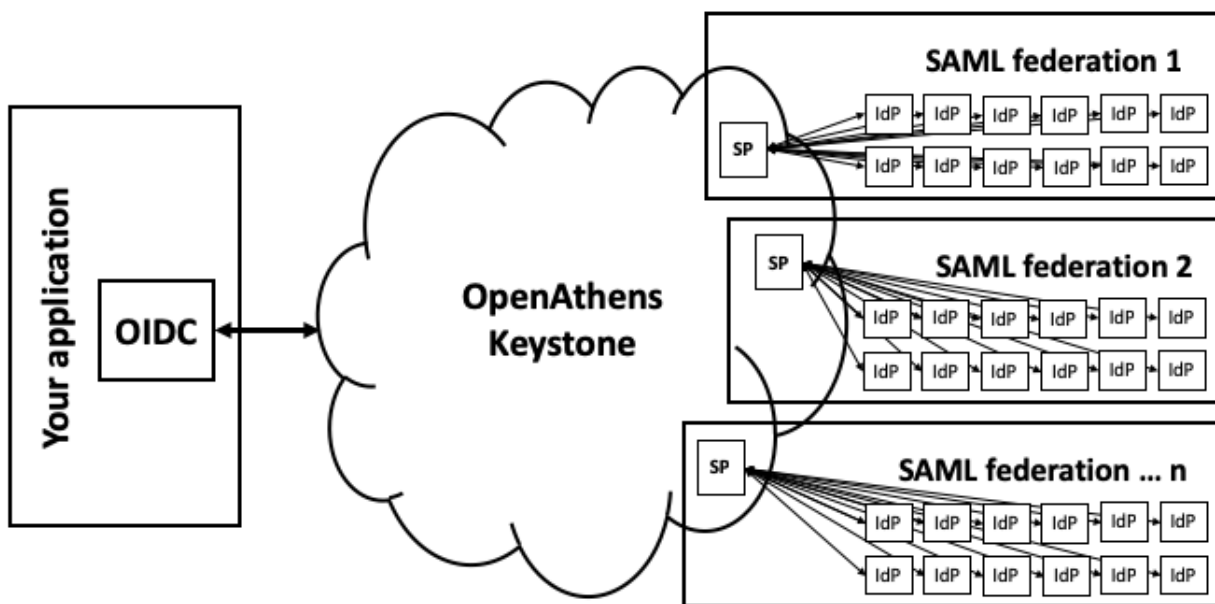 Your application
OIDC
OpenAthens
Keystone
SAML federation 1
SP
IdP IdP IdP IdP IdP IdP
IdP IdP IdP IdP IdP IdP
SAML federation 2
SP
IdP IdP IdP IdP IdP IdP
IdP IdP IdP IdP IdP IdP
SAML federation ... n
SP
IdP IdP IdP IdP IdP IdP
IdP IdP IdP IdP IdP IdP